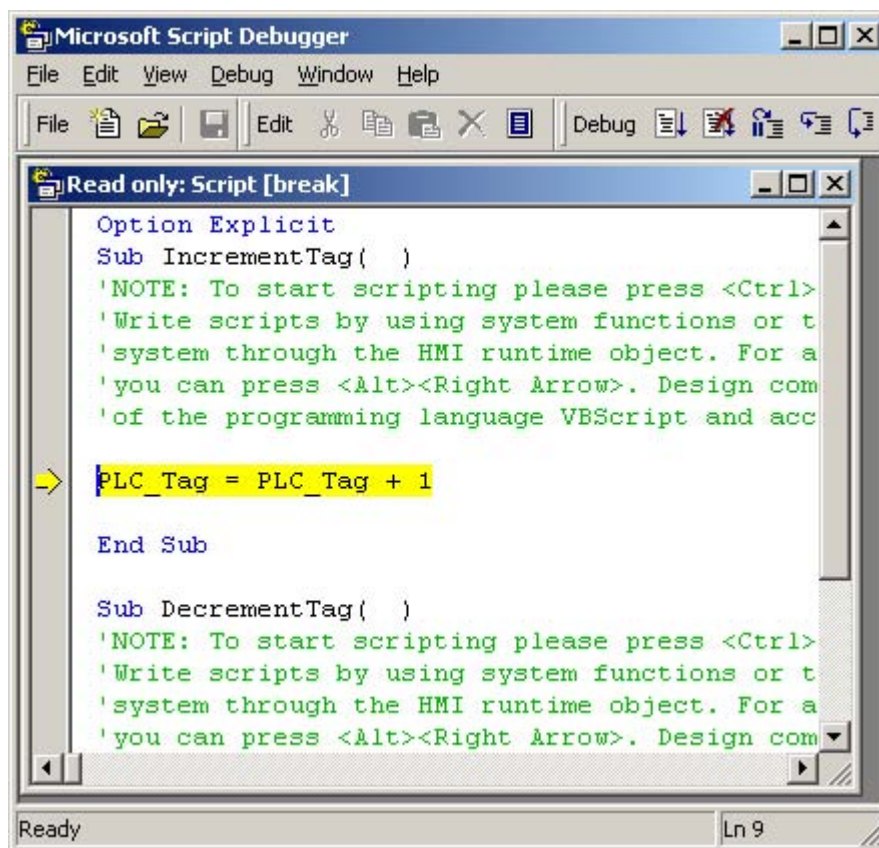 Microsoft Script Debugger
File Edit View Debug Window Help
File Edit Debug
Read only: Script [break]
Option Explicit
Sub IncrementTag( )
'NOTE: To start scripting please press <Ctrl>
'Write scripts by using system functions or t
'system through the HMI runtime object. For a
'you can press <Alt><Right Arrow>. Design com
'of the programming language VBScript and acc
PLC_Tag = PLC_Tag + 1
End Sub
Sub DecrementTag( )
'NOTE: To start scripting please press <Ctrl>
'Write scripts by using system functions or t
'system through the HMI runtime object. For a
'you can press <Alt><Right Arrow>. Design com
Ready Ln 9